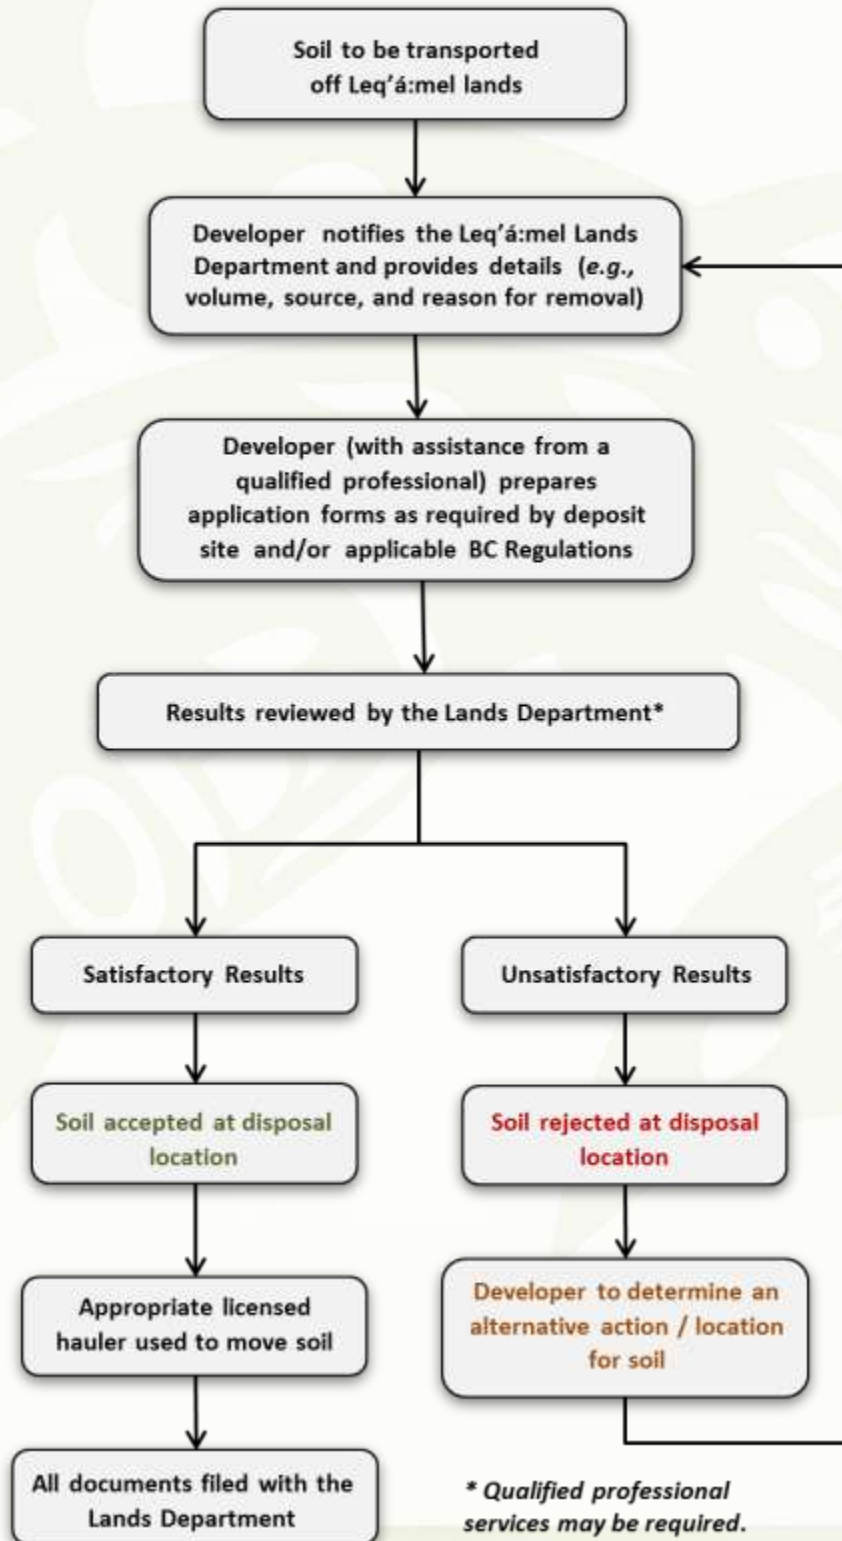 Soil to be transported
off Leq'á:mel lands
Developer notifies the Leq'á:mel Lands
Department and provides details (e.g.,
volume, source, and reason for removal)
Developer (with assistance from a
qualified professional) prepares
application forms as required by deposit
site and/or applicable BC Regulations
Results reviewed by the Lands Department*
Satisfactory Results
Unsatisfactory Results
Soil accepted at disposal
location
Soil rejected at disposal
location
Appropriate licensed
hauler used to move soil
Developer to determine an
alternative action / location
for soil
All documents filed with the
Lands Department
* Qualified professional
services may be required.